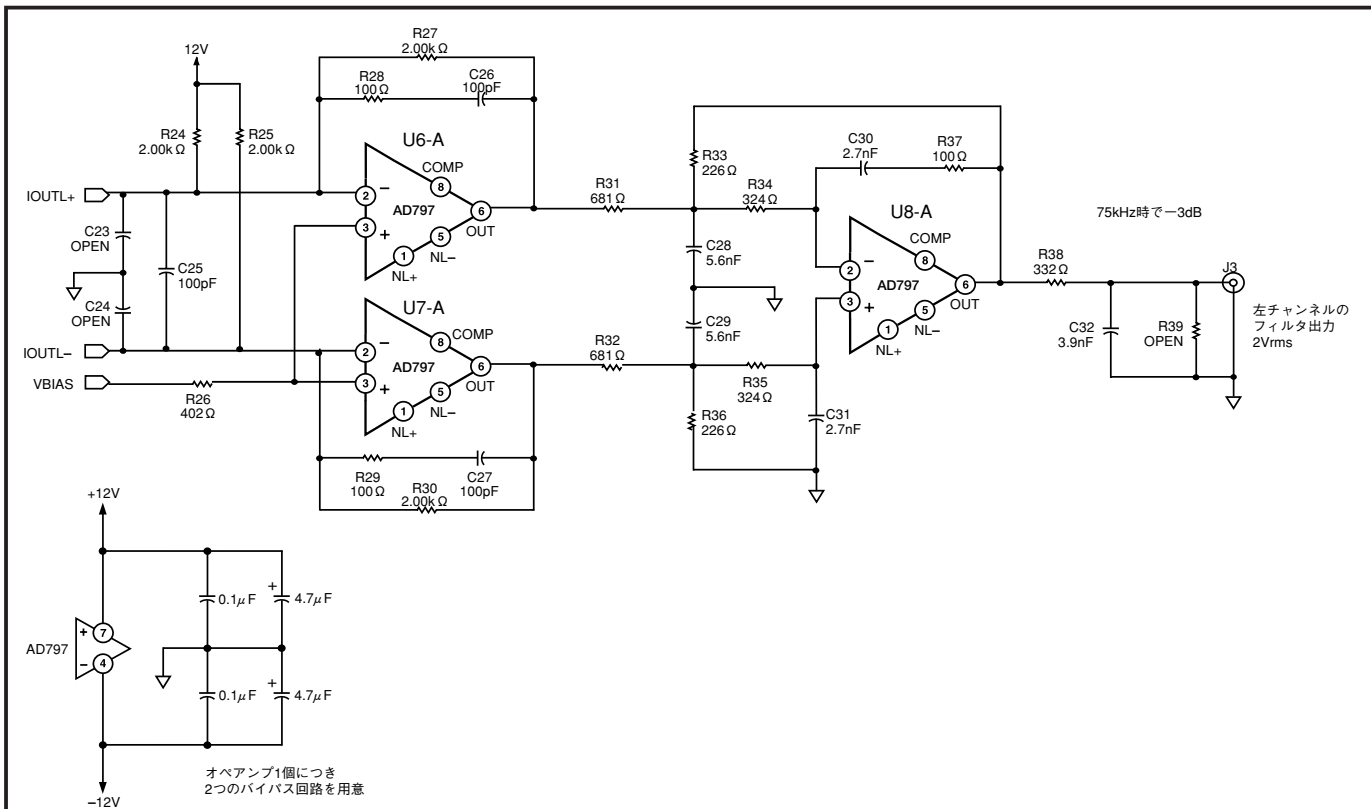 R27
2.00kΩ
12V
R28
100Ω
C26
100pF
R24
2.00kΩ
R25
2.00kΩ
U6-A
COMP
8
IOUTL+
2
−
AD797
6
OUT
3
+
5
NL−
1
NL+
C23
OPEN
C25
100pF
C24
OPEN
U7-A
COMP
8
IOUTL−
2
−
AD797
6
OUT
VBIAS
3
+
5
NL−
1
NL+
R26
402Ω
R29
100Ω
C27
100pF
R30
2.00kΩ
R31
681Ω
R33
226Ω
R34
324Ω
C30
2.7nF
R37
100Ω
U8-A
COMP
8
2
−
AD797
6
OUT
3
+
5
NL−
1
NL+
C28
5.6nF
C29
5.6nF
R32
681Ω
R35
324Ω
R36
226Ω
C31
2.7nF
75kHz時で−3dB
R38
332Ω
J3
C32
3.9nF
R39
OPEN
左チャンネルの
フィルタ出力
2Vrms
+12V
0.1μF
+
4.7μF
AD797
+
7
−
4
0.1μF
+
4.7μF
−12V
オペアンプ1個につき
2つのバイパス回路を用意